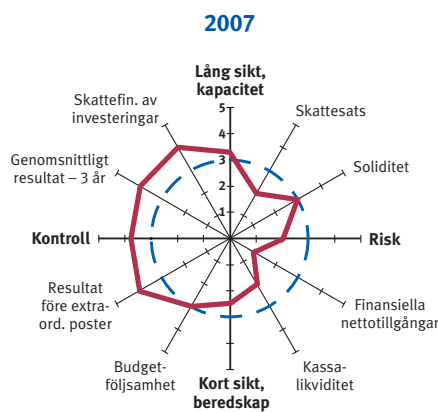 2007
Lång sikt,
kapacitet
Skattefin. av
investeringar
Skattesats
Genomsnittligt
resultat – 3 år
Soliditet
5
4
3
2
1
Kontroll
Risk
Resultat
före extra-
ord. poster
Finansiella
nettotillgångar
Budget-
följsamhet
Kassa-
likviditet
Kort sikt,
beredskap